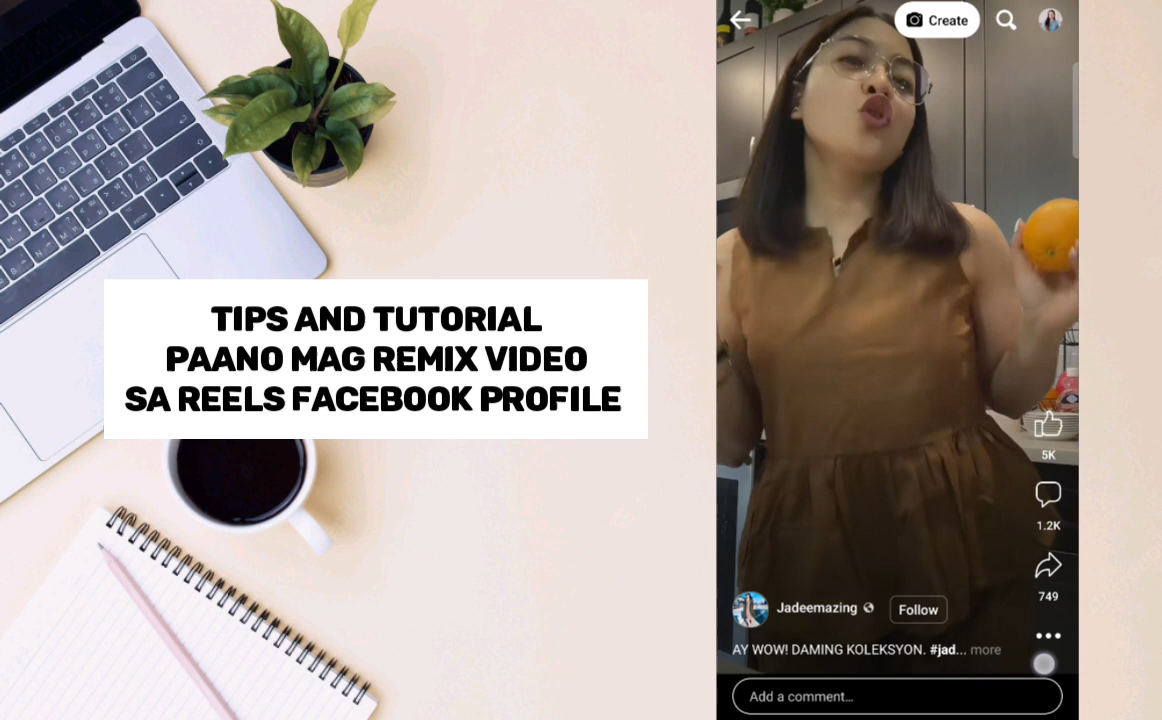 TIPS AND TUTORIAL
PAANO MAG REMIX VIDEO
SA REELS FACEBOOK PROFILE
Create
5K
1.2K
749
Jadeemazing
Follow
AY WOW! DAMING KOLEKSYON. #jad... more
Add a comment...